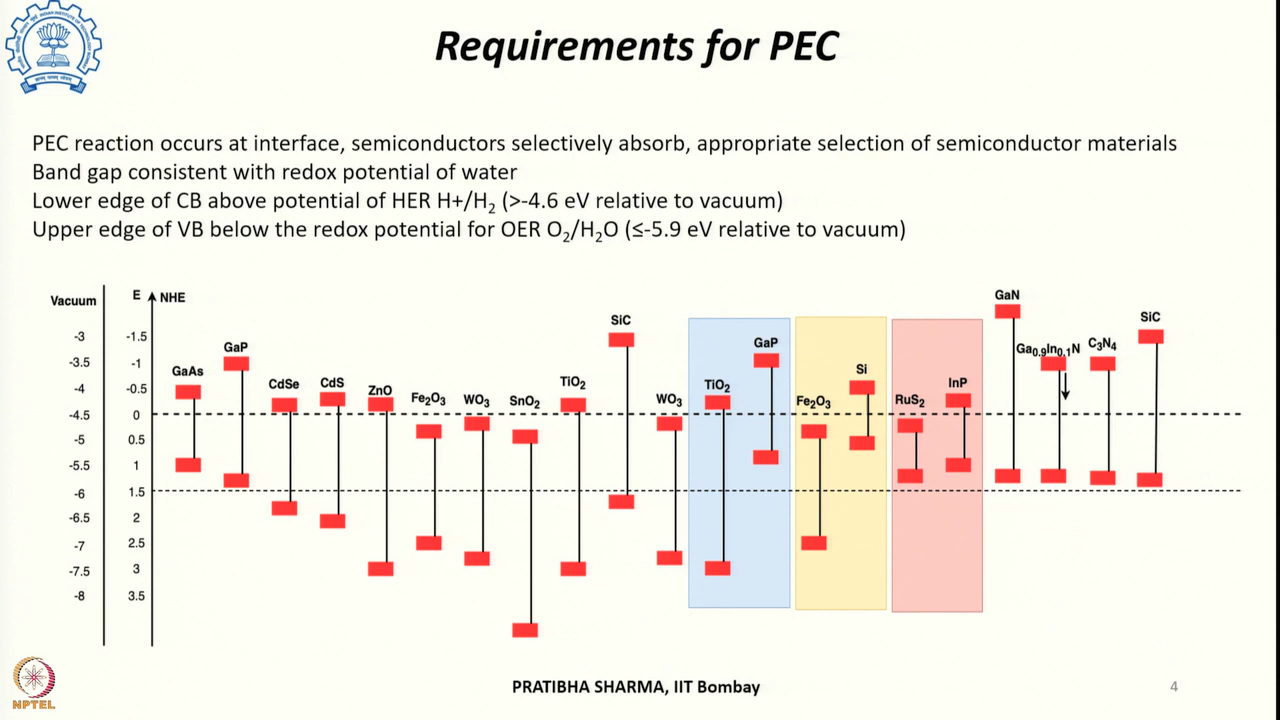 Requirements for PEC
PEC reaction occurs at interface, semiconductors selectively absorb, appropriate selection of semiconductor materials
Band gap consistent with redox potential of water
Lower edge of CB above potential of HER H+/H₂ (>-4.6 eV relative to vacuum)
Upper edge of VB below the redox potential for OER O₂/H₂O (≤-5.9 eV relative to vacuum)
Vacuum
E
NHE
-3
-3.5
-4
-4.5
-5
-5.5
-6
-6.5
-7
-7.5
-8
-1.5
-1
-0.5
0
0.5
1
1.5
2
2.5
3
3.5
GaAs
GaP
CdSe
CdS
ZnO
Fe₂O₃
WO₃
SnO₂
TiO₂
SiC
WO₃
TiO₂
GaP
Fe₂O₃
Si
RuS₂
InP
GaN
Ga₀.₉In₀.₁N
C₃N₄
SiC
NPTEL
PRATIBHA SHARMA, IIT Bombay
4